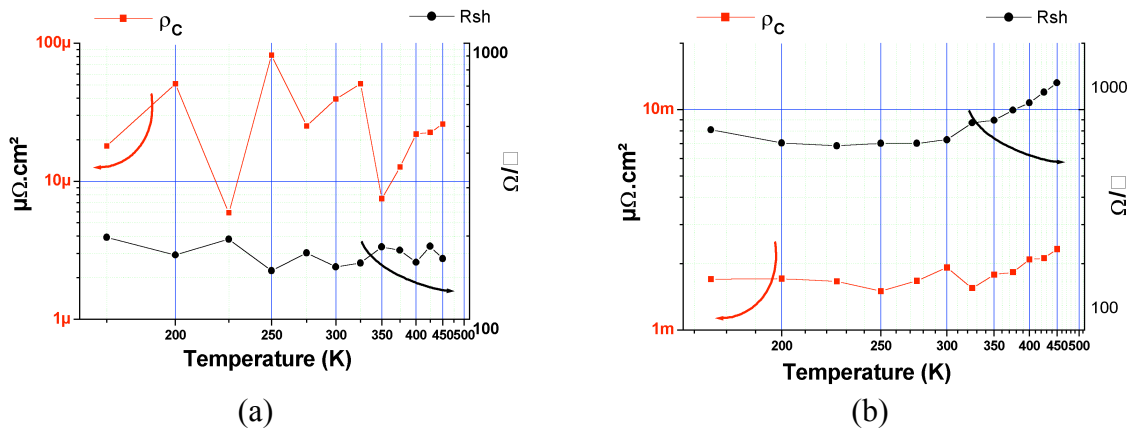 ρC
Rsh
100µ
10µ
1µ
µΩ.cm²
1000
100
Ω/□
200
250
300
350
400
450
500
Temperature (K)
(a)
ρC
Rsh
10m
1m
µΩ.cm²
1000
100
Ω/□
200
250
300
350
400
450
500
Temperature (K)
(b)